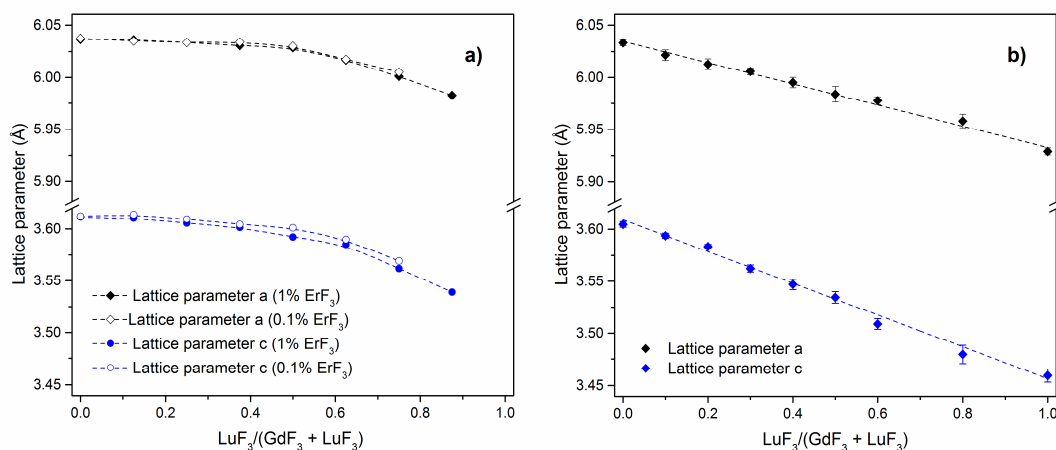 a)
6.05
6.00
5.95
5.90
3.60
3.55
3.50
3.45
Lattice parameter (Å)
Lattice parameter a (1% ErF₃)
Lattice parameter a (0.1% ErF₃)
Lattice parameter c (1% ErF₃)
Lattice parameter c (0.1% ErF₃)
0.0 0.2 0.4 0.6 0.8 1.0
LuF₃/(GdF₃ + LuF₃)
b)
6.05
6.00
5.95
5.90
3.60
3.55
3.50
3.45
Lattice parameter (Å)
Lattice parameter a
Lattice parameter c
0.0 0.2 0.4 0.6 0.8 1.0
LuF₃/(GdF₃ + LuF₃)